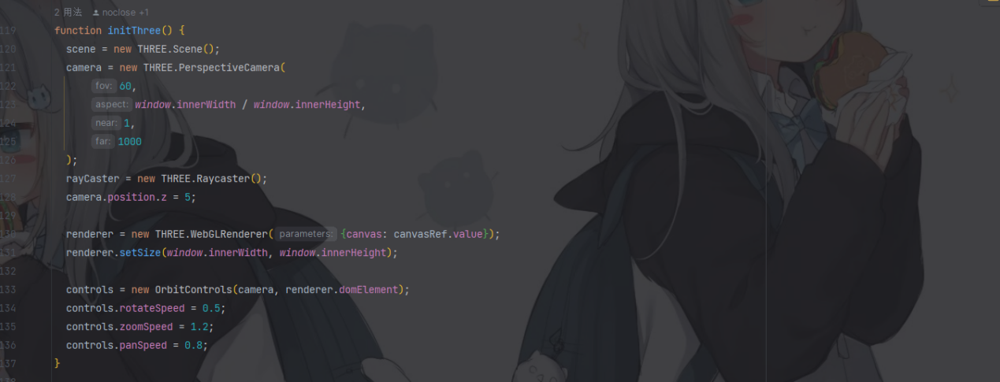 2 用法 noclose +1
119 function initThree() {
120 scene = new THREE.Scene();
121 camera = new THREE.PerspectiveCamera(
122 fov: 60,
123 aspect: window.innerWidth / window.innerHeight,
124 near: 1,
125 far: 1000
126 );
127 rayCaster = new THREE.Raycaster();
128 camera.position.z = 5;
129
130 renderer = new THREE.WebGLRenderer( parameters: {canvas: canvasRef.value});
131 renderer.setSize(window.innerWidth, window.innerHeight);
132
133 controls = new OrbitControls(camera, renderer.domElement);
134 controls.rotateSpeed = 0.5;
135 controls.zoomSpeed = 1.2;
136 controls.panSpeed = 0.8;
137 }